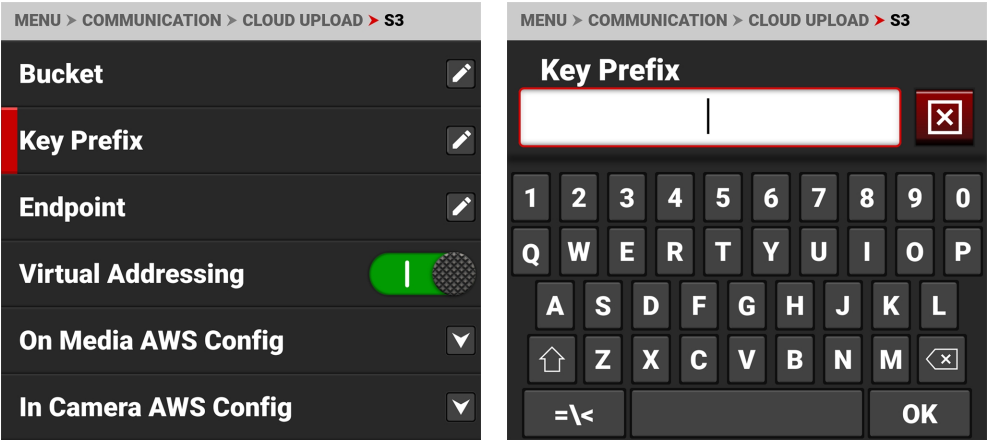 MENU ➤ COMMUNICATION ➤ CLOUD UPLOAD ➤ S3
Bucket
Key Prefix
Endpoint
Virtual Addressing
On Media AWS Config
In Camera AWS Config
MENU ➤ COMMUNICATION ➤ CLOUD UPLOAD ➤ S3
Key Prefix
1 2 3 4 5 6 7 8 9 0
Q W E R T Y U I O P
A S D F G H J K L
Z X C V B N M
=\< OK